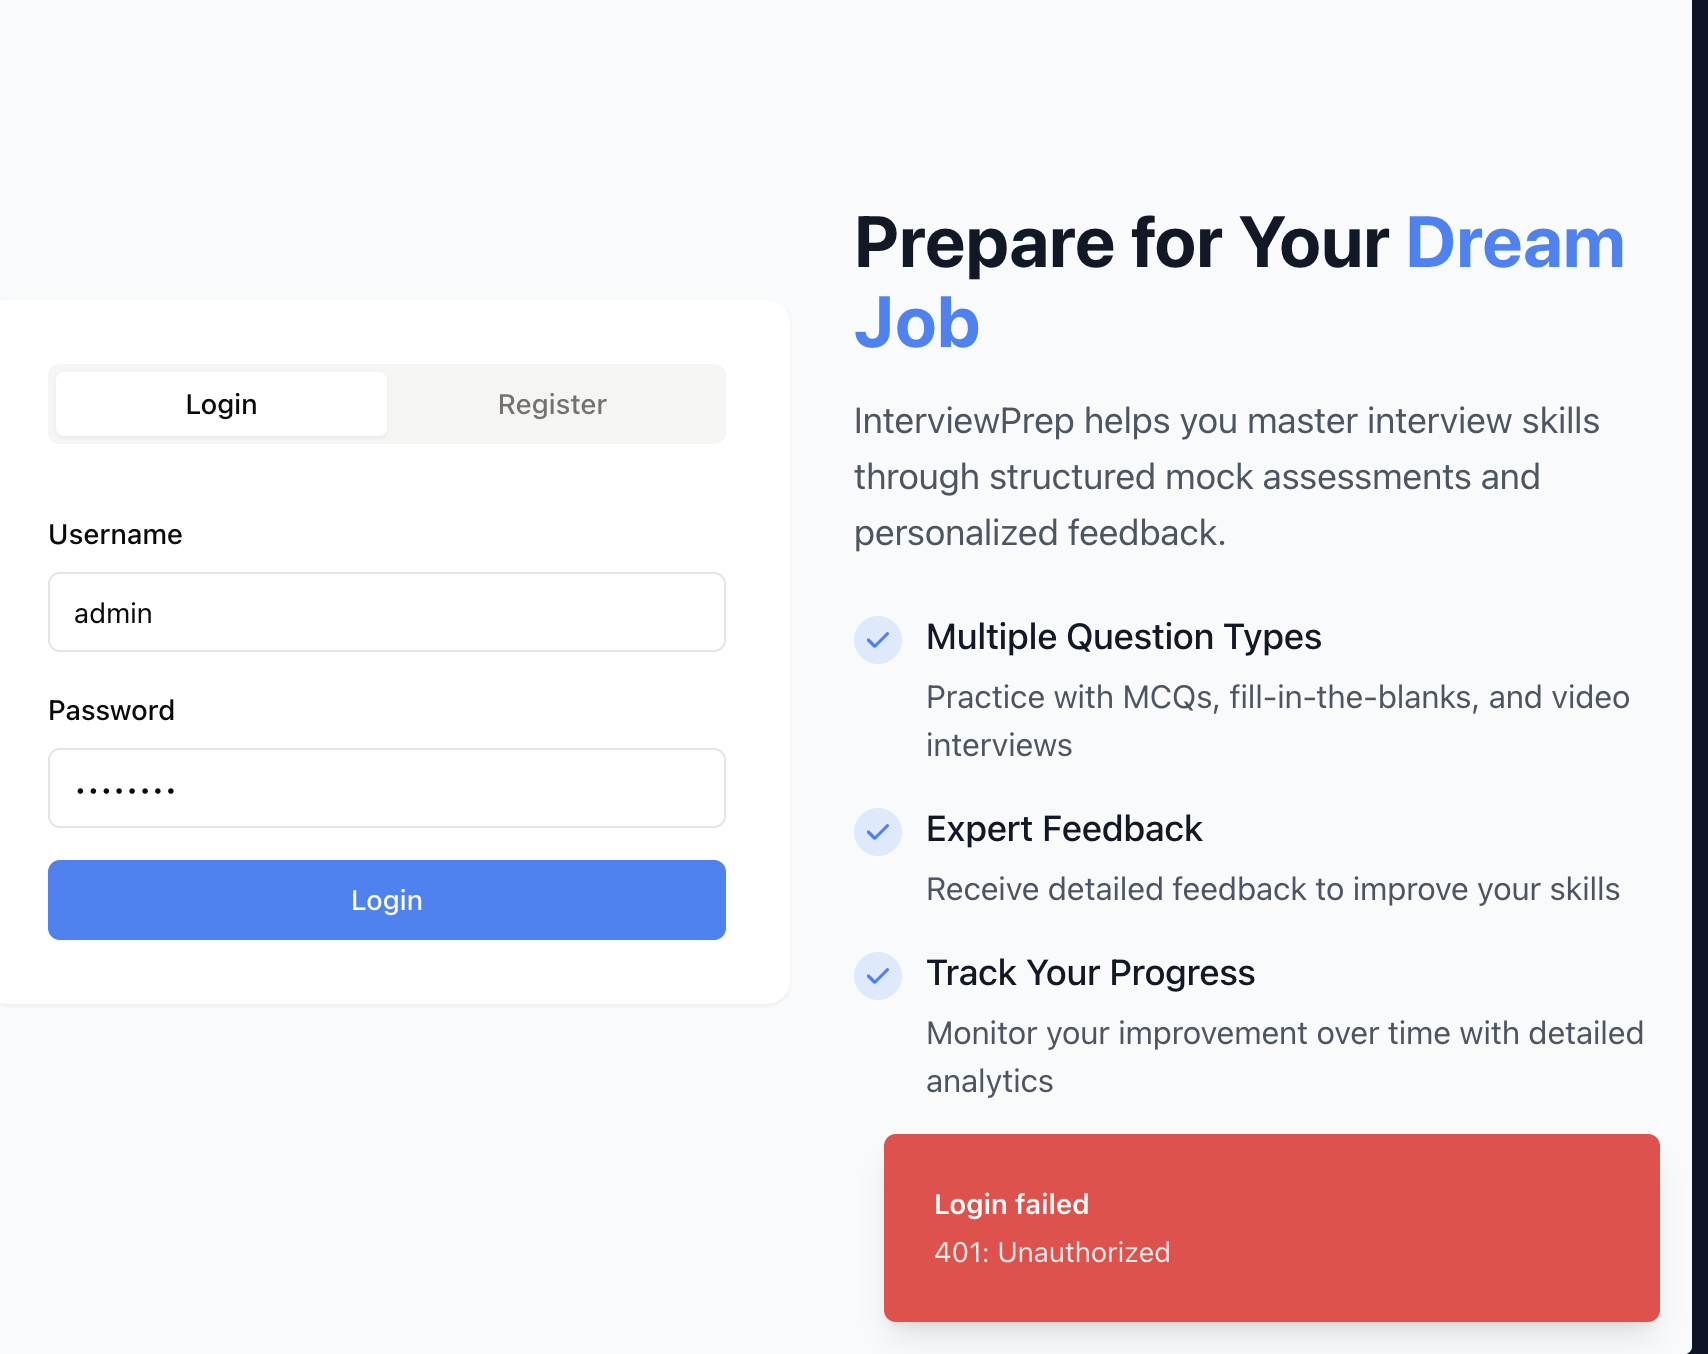 Login
Register
Username
admin
Password
Login
Prepare for Your Dream
Job
InterviewPrep helps you master interview skills
through structured mock assessments and
personalized feedback.
Multiple Question Types
Practice with MCQs, fill-in-the-blanks, and video
interviews
Expert Feedback
Receive detailed feedback to improve your skills
Track Your Progress
Monitor your improvement over time with detailed
analytics
Login failed
401: Unauthorized